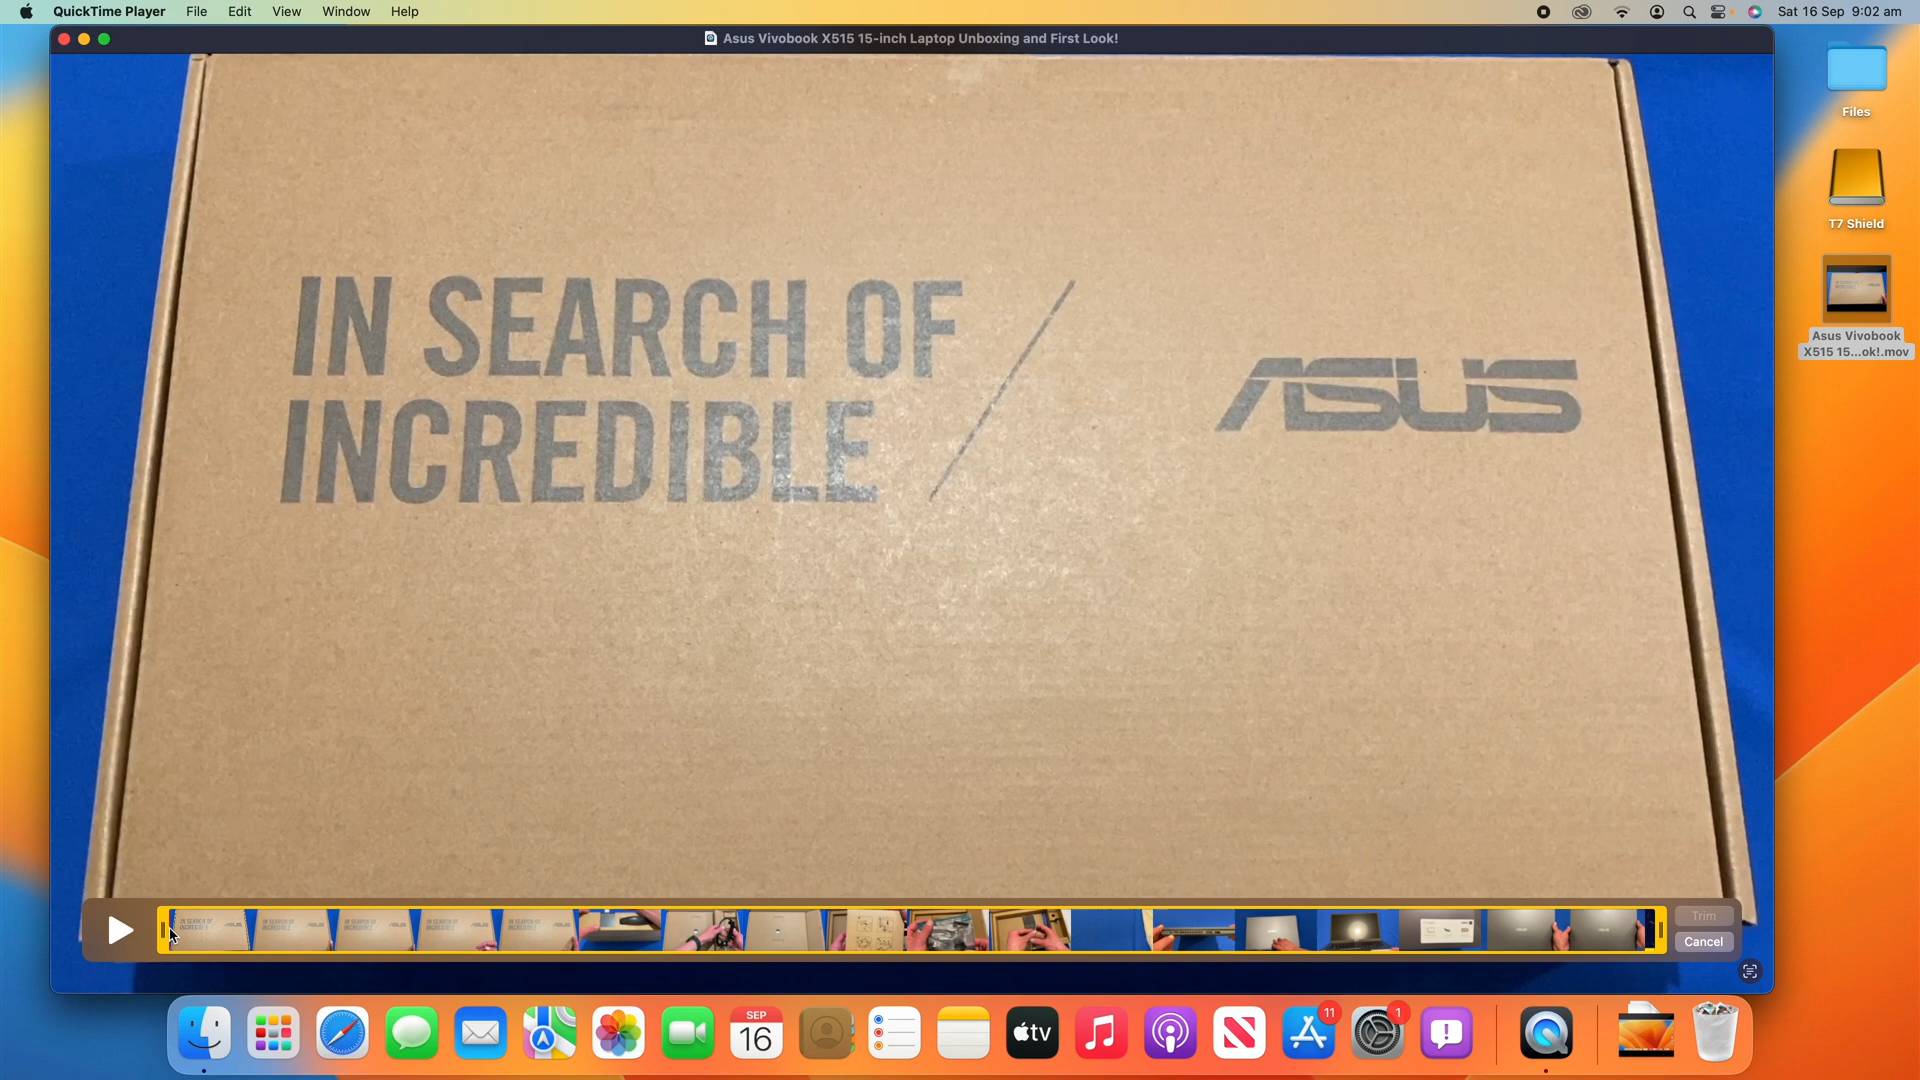 QuickTime Player File Edit View Window Help
Sat 16 Sep 9:02 am
Asus Vivobook X515 15-inch Laptop Unboxing and First Look!
IN SEARCH OF
INCREDIBLE
ASUS
Files
T7 Shield
Asus Vivobook
X515 15...ok!.mov
Trim
Cancel
SEP
16
tv
11
1